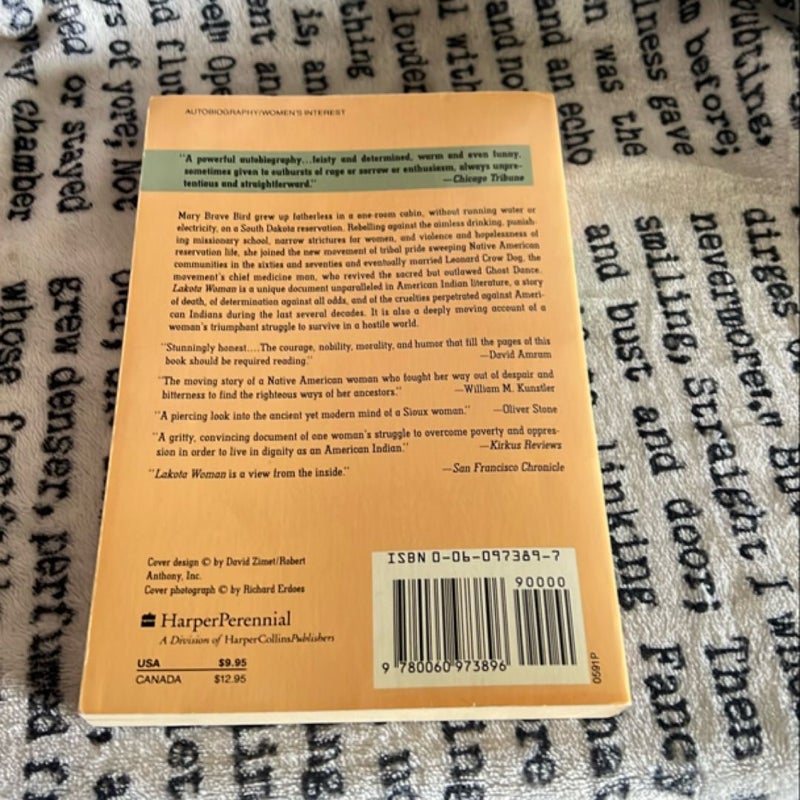 AUTOBIOGRAPHY/WOMEN'S INTEREST
"A powerful autobiography...feisty and determined, warm and even funny,
sometimes given to outbursts of rage or sorrow or enthusiasm, always unpre-
tentious and straightforward."
—Chicago Tribune
Mary Brave Bird grew up fatherless in a one-room cabin, without running water or
electricity, on a South Dakota reservation. Rebelling against the aimless drinking, punish-
ing missionary school, narrow strictures for women, and violence and hopelessness of
reservation life, she joined the new movement of tribal pride sweeping Native American
communities in the sixties and seventies and eventually married Leonard Crow Dog, the
movement's chief medicine man, who revived the sacred but outlawed Ghost Dance.
Lakota Woman is a unique document unparalleled in American Indian literature, a story
of death, of determination against all odds, and of the cruelties perpetrated against Ameri-
can Indians during the last several decades. It is also a deeply moving account of a
woman's triumphant struggle to survive in a hostile world.
"Stunningly honest....The courage, nobility, morality, and humor that fill the pages of this
book should be required reading."
—David Amram
"The moving story of a Native American woman who fought her way out of despair and
bitterness to find the righteous ways of her ancestors."
—William M. Kunstler
"A piercing look into the ancient yet modern mind of a Sioux woman."
—Oliver Stone
"A gritty, convincing document of one woman's struggle to overcome poverty and oppres-
sion in order to live in dignity as an American Indian."
—Kirkus Reviews
"Lakota Woman is a view from the inside."
—San Francisco Chronicle
Cover design © by David Zimet/Robert
Anthony, Inc.
Cover photograph © by Richard Erdoes
HarperPerennial
A Division of HarperCollinsPublishers
USA $9.95
CANADA $12.95
ISBN 0-06-097389-7
90000
9 780060 973896
0591P
dirges of
nevermore,." But
smiling, Straight I whee
and bust and door; Then
linking
Fancy
and an echo
n was the
lness gave
m before;
ubting,
louder
thing
ped or stayed
my chamber
s of yore; Not
grew denser, perfumed
whose foot